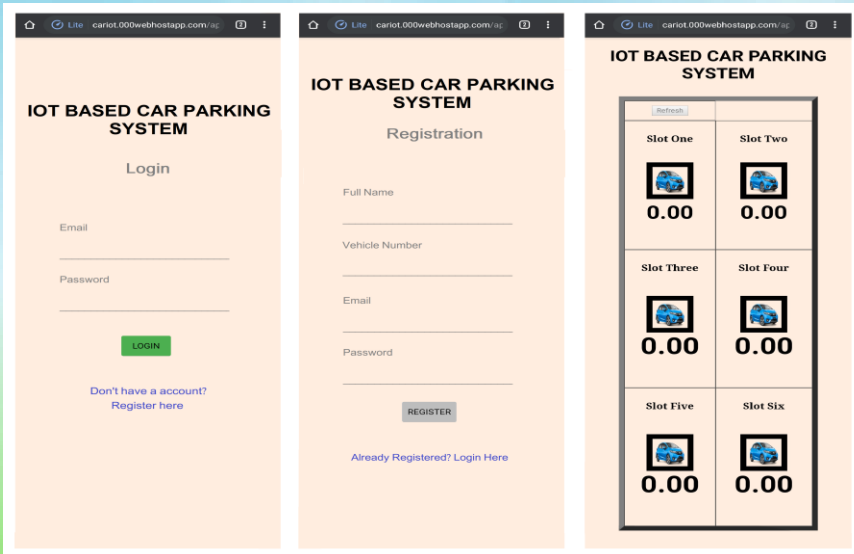 Lite cariot.000webhostapp.com/ap 2
IOT BASED CAR PARKING
SYSTEM
Login
Email
Password
LOGIN
Don't have a account?
Register here
Lite cariot.000webhostapp.com/ap 2
IOT BASED CAR PARKING
SYSTEM
Registration
Full Name
Vehicle Number
Email
Password
REGISTER
Already Registered? Login Here
Lite cariot.000webhostapp.com/ap 2
IOT BASED CAR PARKING
SYSTEM
Refresh
Slot One Slot Two
0.00 0.00
Slot Three Slot Four
0.00 0.00
Slot Five Slot Six
0.00 0.00